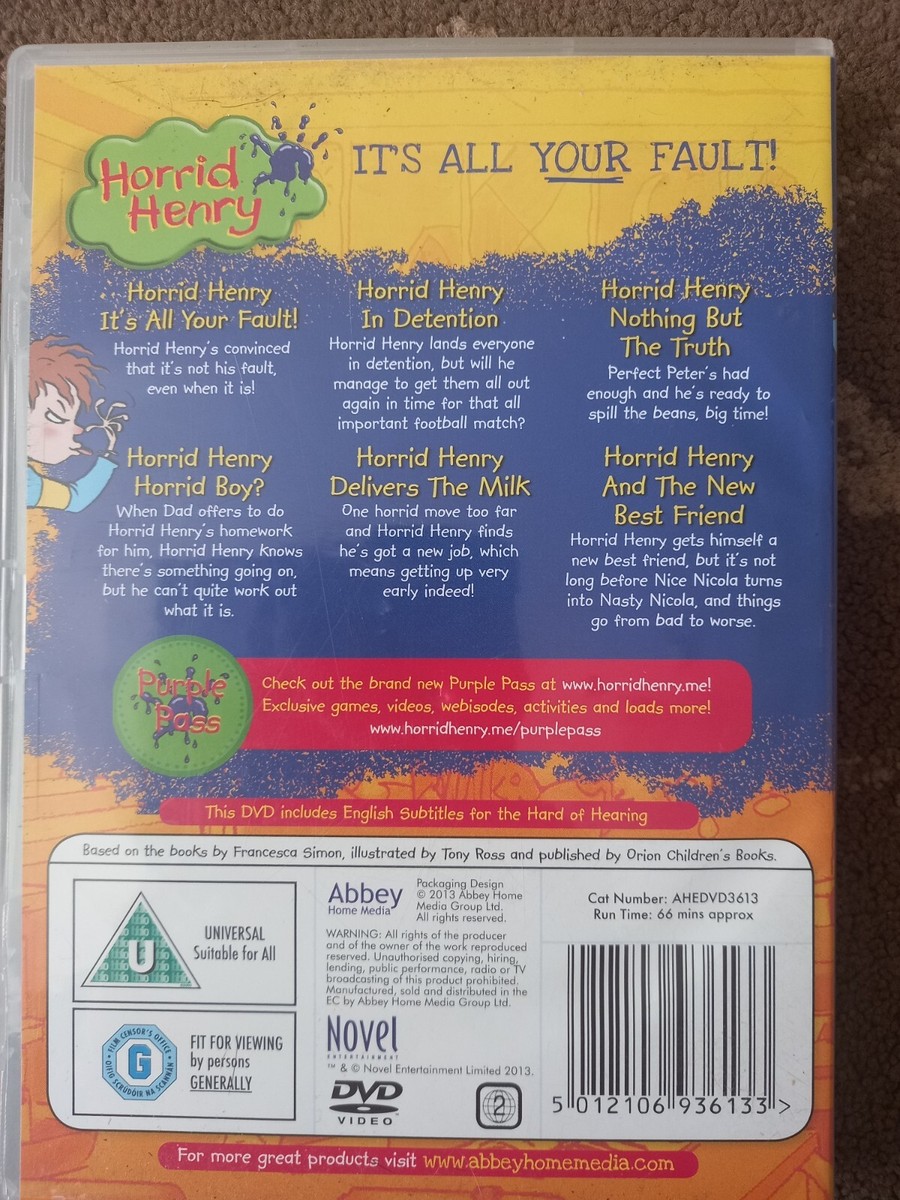 Horrid
Henry
IT'S ALL YOUR FAULT!
Horrid Henry
It's All Your Fault!
Horrid Henry's convinced
that it's not his fault,
even when it is!
Horrid Henry
In Detention
Horrid Henry lands everyone
in detention, but will he
manage to get them all out
again in time for that all
important football match?
Horrid Henry
Nothing But
The Truth
Perfect Peter's had
enough and he's ready to
spill the beans, big time!
Horrid Henry
Horrid Boy?
When Dad offers to do
Horrid Henry's homework
for him, Horrid Henry knows
there's something going on,
but he can't quite work out
what it is.
Horrid Henry
Delivers The Milk
One horrid move too far
and Horrid Henry finds
he's got a new job, which
means getting up very
early indeed!
Horrid Henry
And The New
Best Friend
Horrid Henry gets himself a
new best friend, but it's not
long before Nice Nicola turns
into Nasty Nicola, and things
go from bad to worse.
Purple
Pass
Check out the brand new Purple Pass at www.horridhenry.me!
Exclusive games, videos, webisodes, activities and loads more!
www.horridhenry.me/purplepass
This DVD includes English Subtitles for the Hard of Hearing
Based on the books by Francesca Simon, illustrated by Tony Ross and published by Orion Children's Books.
U
UNIVERSAL
Suitable for All
FILM CENSOR'S OFFICE
G
OIFIG SCRÚDÓIR NA SCANNÁN
FIT FOR VIEWING
by persons
GENERALLY
Abbey
Home Media
Packaging Design
© 2013 Abbey Home
Media Group Ltd.
All rights reserved.
WARNING: All rights of the producer
and of the owner of the work reproduced
reserved. Unauthorised copying, hiring,
lending, public performance, radio or TV
broadcasting of this product prohibited.
Manufactured, sold and distributed in the
EC by Abbey Home Media Group Ltd.
Novel
ENTERTAINMENT
™ & © Novel Entertainment Limited 2013.
DVD
VIDEO
2
Cat Number: AHEDVD3613
Run Time: 66 mins approx
5 012106 936133 >
For more great products visit www.abbeyhomemedia.com